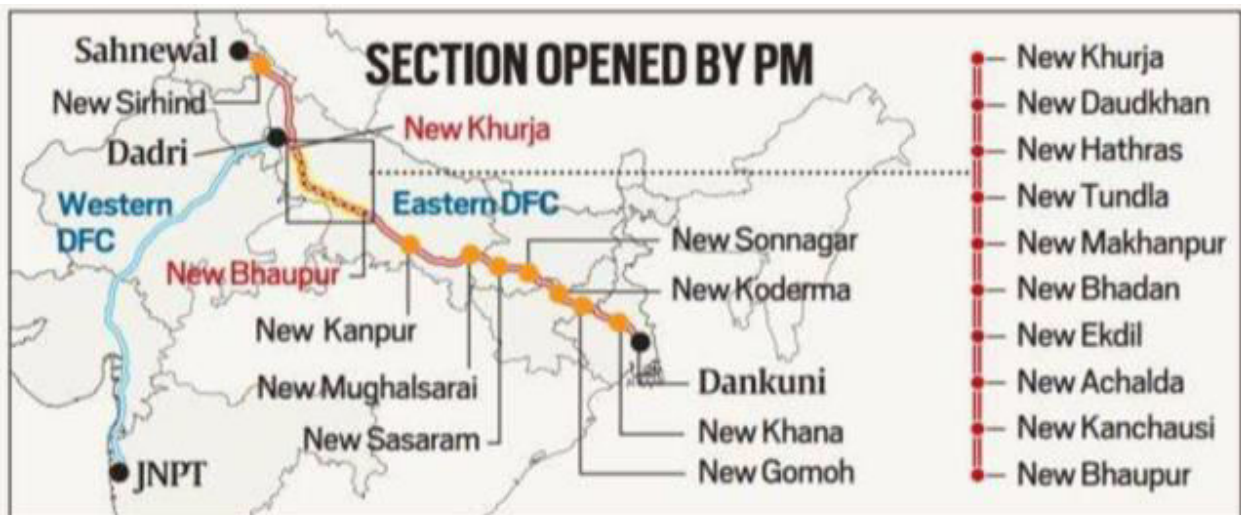 SECTION OPENED BY PM
Sahnewal
New Sirhind
Dadri
New Khurja
Western
DFC
Eastern DFC
New Bhaupur
New Sonnagar
New Koderma
New Kanpur
New Mughalsarai
New Sasaram
Dankuni
New Khana
New Gomoh
JNPT
New Khurja
New Daudkhan
New Hathras
New Tundla
New Makhanpur
New Bhadan
New Ekdil
New Achalda
New Kanchausi
New Bhaupur